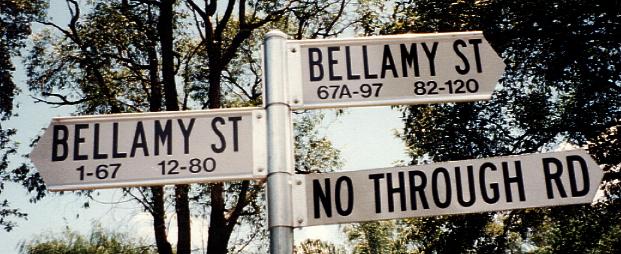 BELLAMY ST
67A-97 82-120
BELLAMY ST
1-67 12-80
NO THROUGH RD